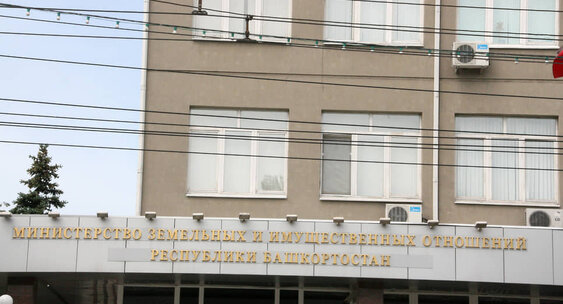 МИНИСТЕРСТВО ЗЕМЕЛЬНЫХ И ИМУЩЕСТВЕННЫХ ОТНОШЕНИЙ
РЕСПУБЛИКИ БАШКОРТОСТАН